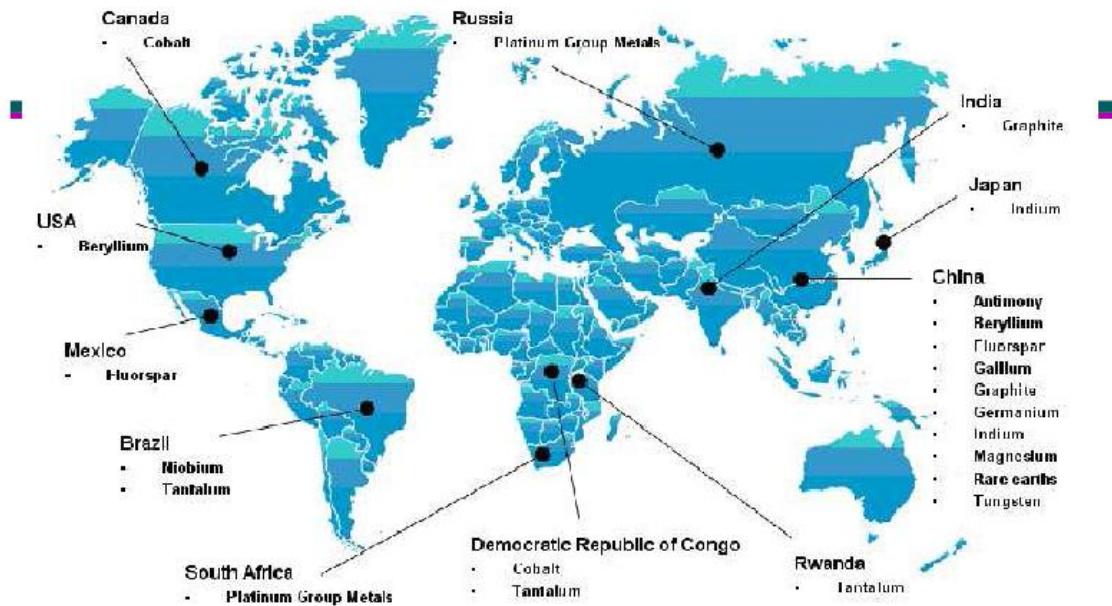 Canada
• Cobalt
Russia
• Platinum Group Metals
India
• Graphite
Japan
• Indium
USA
• Beryllium
China
• Antimony
• Beryllium
• Fluorspar
• Gallium
• Graphite
• Germanium
• Indium
• Magnesium
• Rare earths
• Tungsten
Mexico
• Fluorspar
Brazil
• Niobium
• Tantalum
South Africa
• Platinum Group Metals
Democratic Republic of Congo
• Cobalt
• Tantalum
Rwanda
• Tantalum